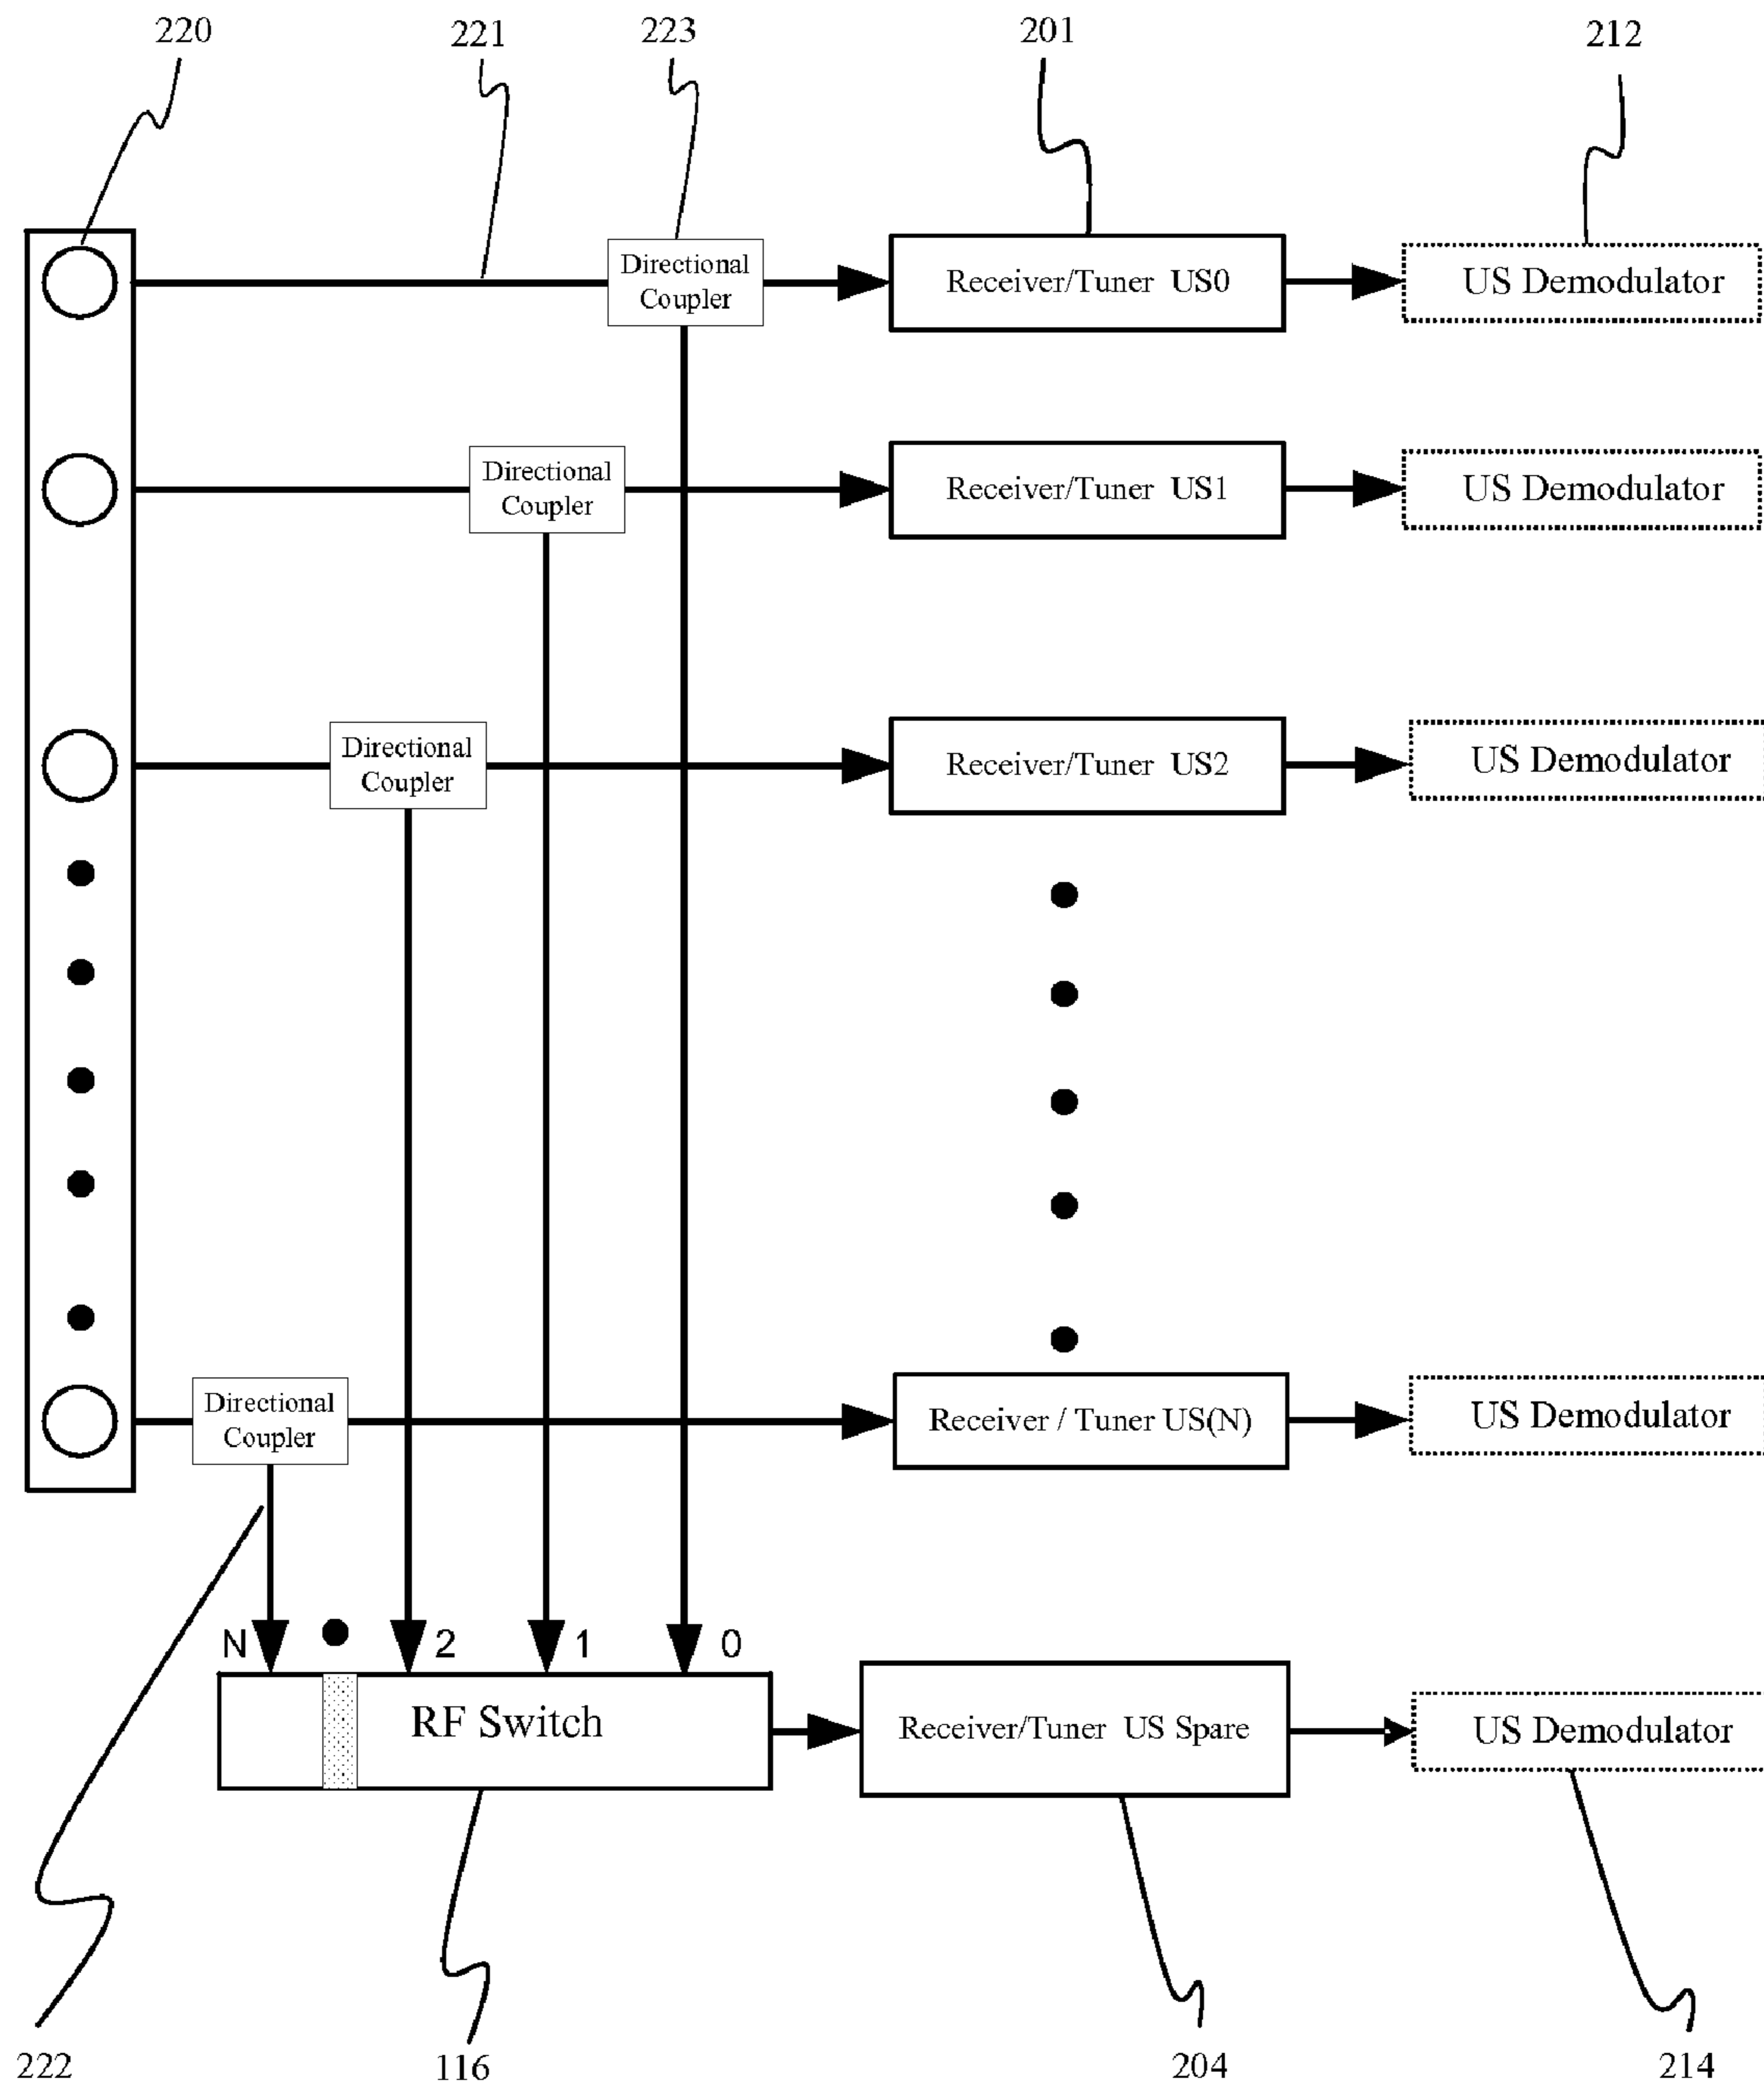 220
221
223
201
212
Directional
Coupler
Receiver/Tuner US0
US Demodulator
Directional
Coupler
Receiver/Tuner US1
US Demodulator
Directional
Coupler
Receiver/Tuner US2
US Demodulator
Directional
Coupler
Receiver / Tuner US(N)
US Demodulator
N
2
1
0
RF Switch
Receiver/Tuner US Spare
US Demodulator
222
116
204
214